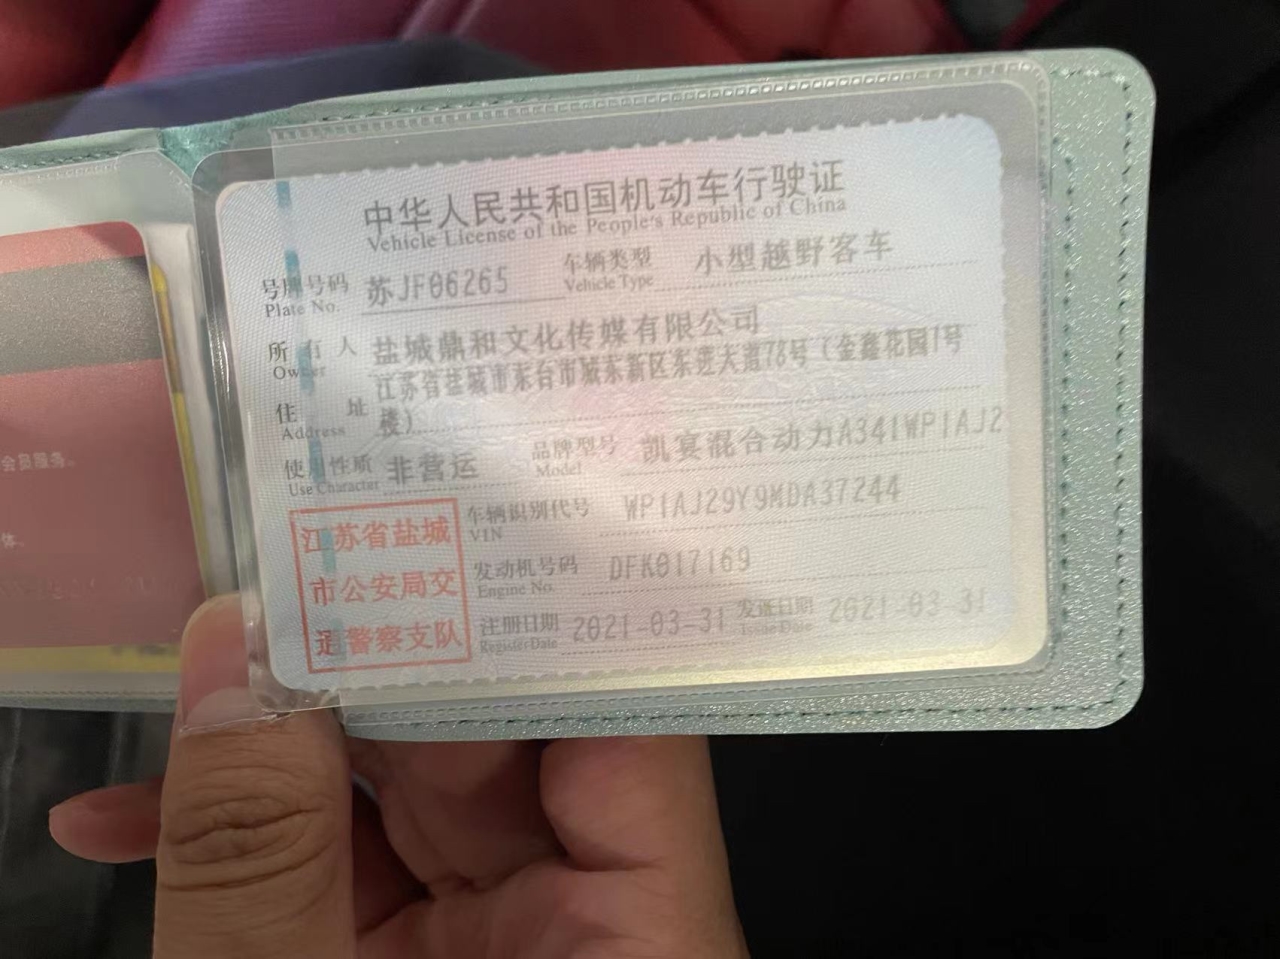 中华人民共和国机动车行驶证
Vehicle License of the People's Republic of China
号牌号码 苏JF06265 车辆类型 小型越野客车
Plate No. Vehicle Type
所有人 盐城鼎和文化传媒有限公司
Owner
江苏省盐城市东台市城东新区东进大道78号(金鑫花园1号
住址 楼)
Address
使用性质 非营运 品牌型号 凯宴混合动力A341WP1AJ2
Use Character Model
车辆识别代号 WP1AJ29Y9MDA37244
VIN
发动机号码 DFK017169
Engine No.
注册日期 2021-03-31 发证日期 2021-03-31
Register Date Issue Date
江苏省盐城
市公安局交
通警察支队
会员服务。
体.